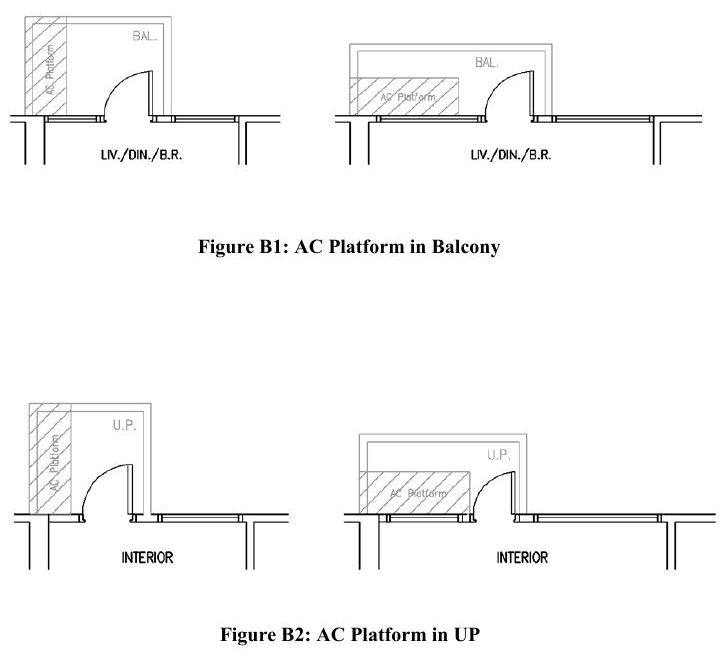 BAL.
AC Platform
LIV./DIN./B.R.
BAL.
AC Platform
LIV./DIN./B.R.
Figure B1: AC Platform in Balcony
U.P.
AC Platform
INTERIOR
U.P.
AC Platform
INTERIOR
Figure B2: AC Platform in UP